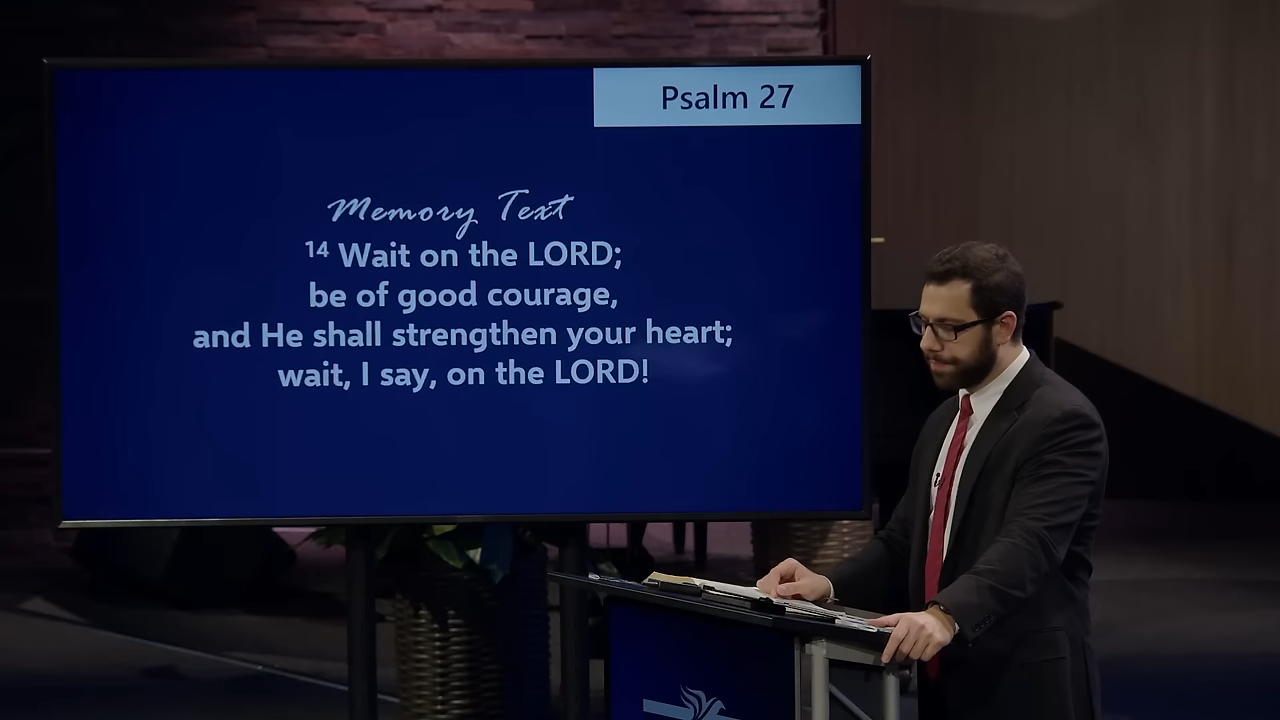 Psalm 27
Memory Text
14 Wait on the LORD;
be of good courage,
and He shall strengthen your heart;
wait, I say, on the LORD!